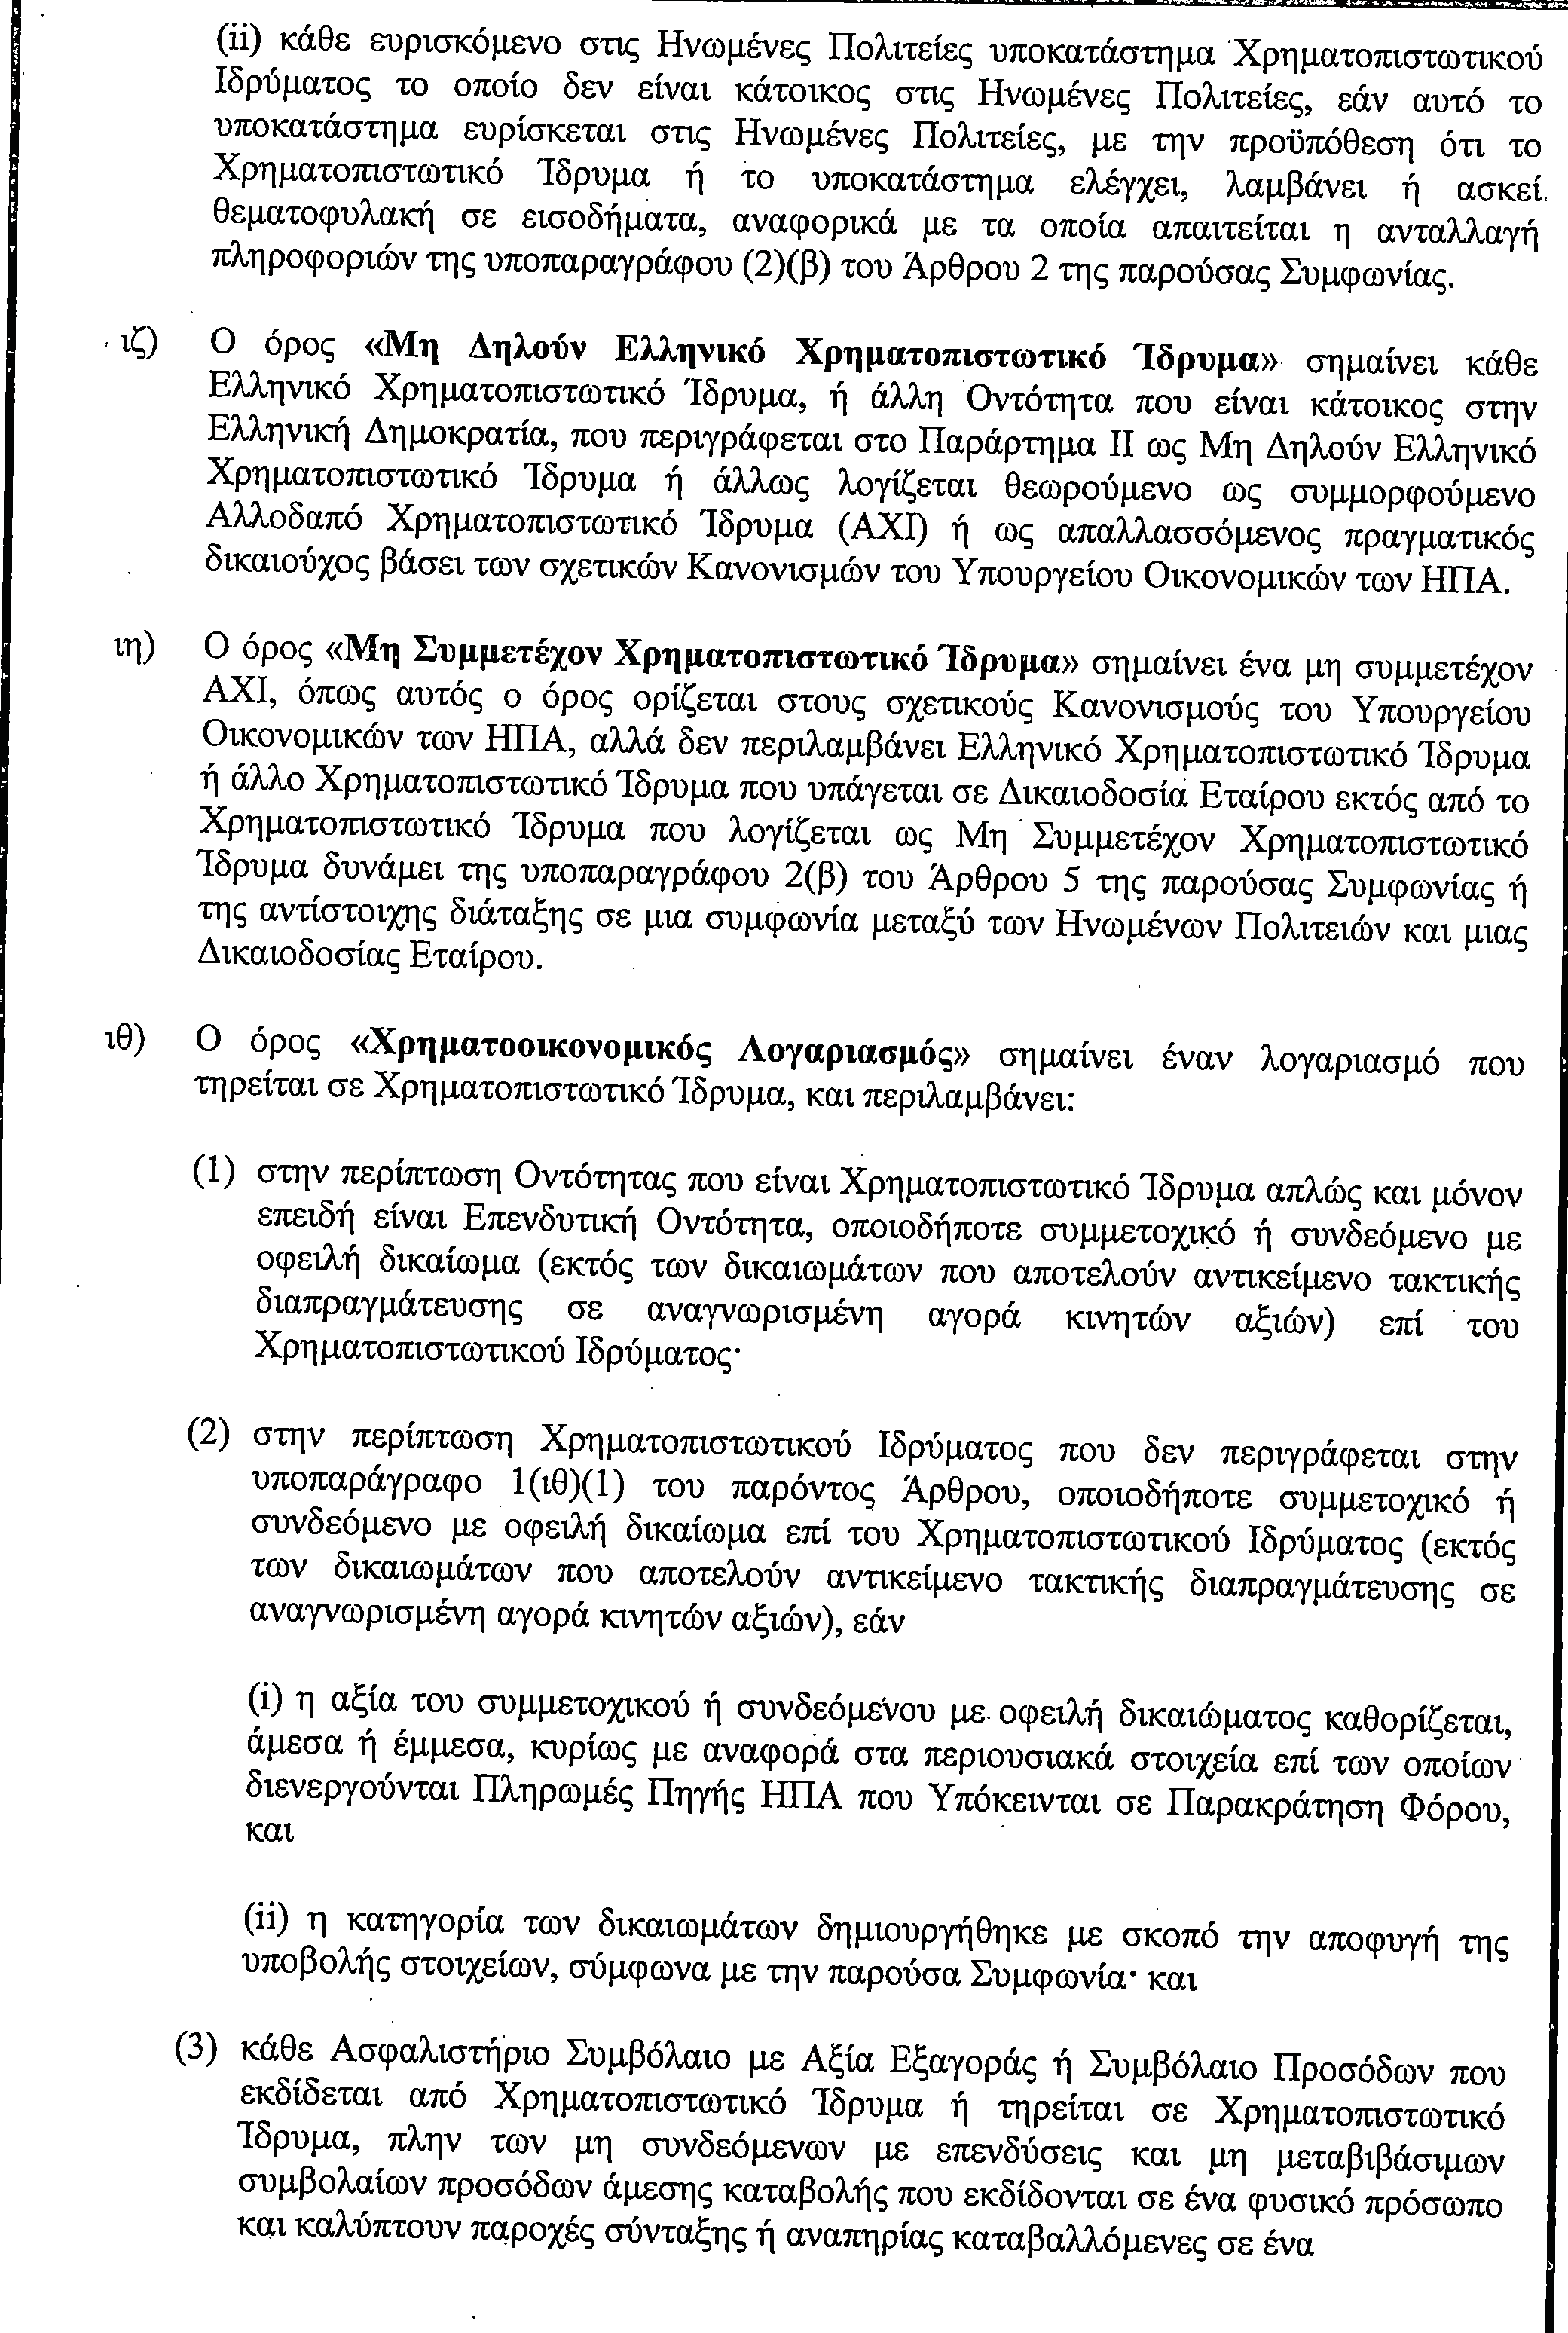 (ii) κάθε ευρισκόμενο στις Ηνωμένες Πολιτείες υποκατάστημα Χρηματοπιστωτικού
Ιδρύματος το οποίο δεν είναι κάτοικος στις Ηνωμένες Πολιτείες, εάν αυτό το
υποκατάστημα ευρίσκεται στις Ηνωμένες Πολιτείες, με την προϋπόθεση ότι το
Χρηματοπιστωτικό Ίδρυμα ή το υποκατάστημα ελέγχει, λαμβάνει ή ασκεί
θεματοφυλακή σε εισοδήματα, αναφορικά με τα οποία απαιτείται η ανταλλαγή
πληροφοριών της υποπαραγράφου (2)(β) του Άρθρου 2 της παρούσας Συμφωνίας.
ιζ) Ο όρος «Μη Δηλούν Ελληνικό Χρηματοπιστωτικό Ίδρυμα» σημαίνει κάθε
Ελληνικό Χρηματοπιστωτικό Ίδρυμα, ή άλλη Οντότητα που είναι κάτοικος στην
Ελληνική Δημοκρατία, που περιγράφεται στο Παράρτημα II ως Μη Δηλούν Ελληνικό
Χρηματοπιστωτικό Ίδρυμα ή άλλως λογίζεται θεωρούμενο ως συμμορφούμενο
Αλλοδαπό Χρηματοπιστωτικό Ίδρυμα (ΑΧΙ) ή ως απαλλασσόμενος πραγματικός
δικαιούχος βάσει των σχετικών Κανονισμών του Υπουργείου Οικονομικών των ΗΠΑ.
ιη) Ο όρος «Μη Συμμετέχον Χρηματοπιστωτικό Ίδρυμα» σημαίνει ένα μη συμμετέχον
ΑΧΙ, όπως αυτός ο όρος ορίζεται στους σχετικούς Κανονισμούς του Υπουργείου
Οικονομικών των ΗΠΑ, αλλά δεν περιλαμβάνει Ελληνικό Χρηματοπιστωτικό Ίδρυμα
ή άλλο Χρηματοπιστωτικό Ίδρυμα που υπάγεται σε Δικαιοδοσία Εταίρου εκτός από το
Χρηματοπιστωτικό Ίδρυμα που λογίζεται ως Μη Συμμετέχον Χρηματοπιστωτικό
Ίδρυμα δυνάμει της υποπαραγράφου 2(β) του Άρθρου 5 της παρούσας Συμφωνίας ή
της αντίστοιχης διάταξης σε μια συμφωνία μεταξύ των Ηνωμένων Πολιτειών και μιας
Δικαιοδοσίας Εταίρου.
ιθ) Ο όρος «Χρηματοοικονομικός Λογαριασμός» σημαίνει έναν λογαριασμό που
τηρείται σε Χρηματοπιστωτικό Ίδρυμα, και περιλαμβάνει:
(1) στην περίπτωση Οντότητας που είναι Χρηματοπιστωτικό Ίδρυμα απλώς και μόνον
επειδή είναι Επενδυτική Οντότητα, οποιοδήποτε συμμετοχικό ή συνδεόμενο με
οφειλή δικαίωμα (εκτός των δικαιωμάτων που αποτελούν αντικείμενο τακτικής
διαπραγμάτευσης σε αναγνωρισμένη αγορά κινητών αξιών) επί του
Χρηματοπιστωτικού Ιδρύματος·
(2) στην περίπτωση Χρηματοπιστωτικού Ιδρύματος που δεν περιγράφεται στην
υποπαράγραφο 1(ιθ)(1) του παρόντος Άρθρου, οποιοδήποτε συμμετοχικό ή
συνδεόμενο με οφειλή δικαίωμα επί του Χρηματοπιστωτικού Ιδρύματος (εκτός
των δικαιωμάτων που αποτελούν αντικείμενο τακτικής διαπραγμάτευσης σε
αναγνωρισμένη αγορά κινητών αξιών), εάν
(i) η αξία του συμμετοχικού ή συνδεόμενου με οφειλή δικαιώματος καθορίζεται,
άμεσα ή έμμεσα, κυρίως με αναφορά στα περιουσιακά στοιχεία επί των οποίων
διενεργούνται Πληρωμές Πηγής ΗΠΑ που Υπόκεινται σε Παρακράτηση Φόρου,
και
(ii) η κατηγορία των δικαιωμάτων δημιουργήθηκε με σκοπό την αποφυγή της
υποβολής στοιχείων, σύμφωνα με την παρούσα Συμφωνία· και
(3) κάθε Ασφαλιστήριο Συμβόλαιο με Αξία Εξαγοράς ή Συμβόλαιο Προσόδων που
εκδίδεται από Χρηματοπιστωτικό Ίδρυμα ή τηρείται σε Χρηματοπιστωτικό
Ίδρυμα, πλην των μη συνδεόμενων με επενδύσεις και μη μεταβιβάσιμων
συμβολαίων προσόδων άμεσης καταβολής που εκδίδονται σε ένα φυσικό πρόσωπο
και καλύπτουν παροχές σύνταξης ή αναπηρίας καταβαλλόμενες σε ένα